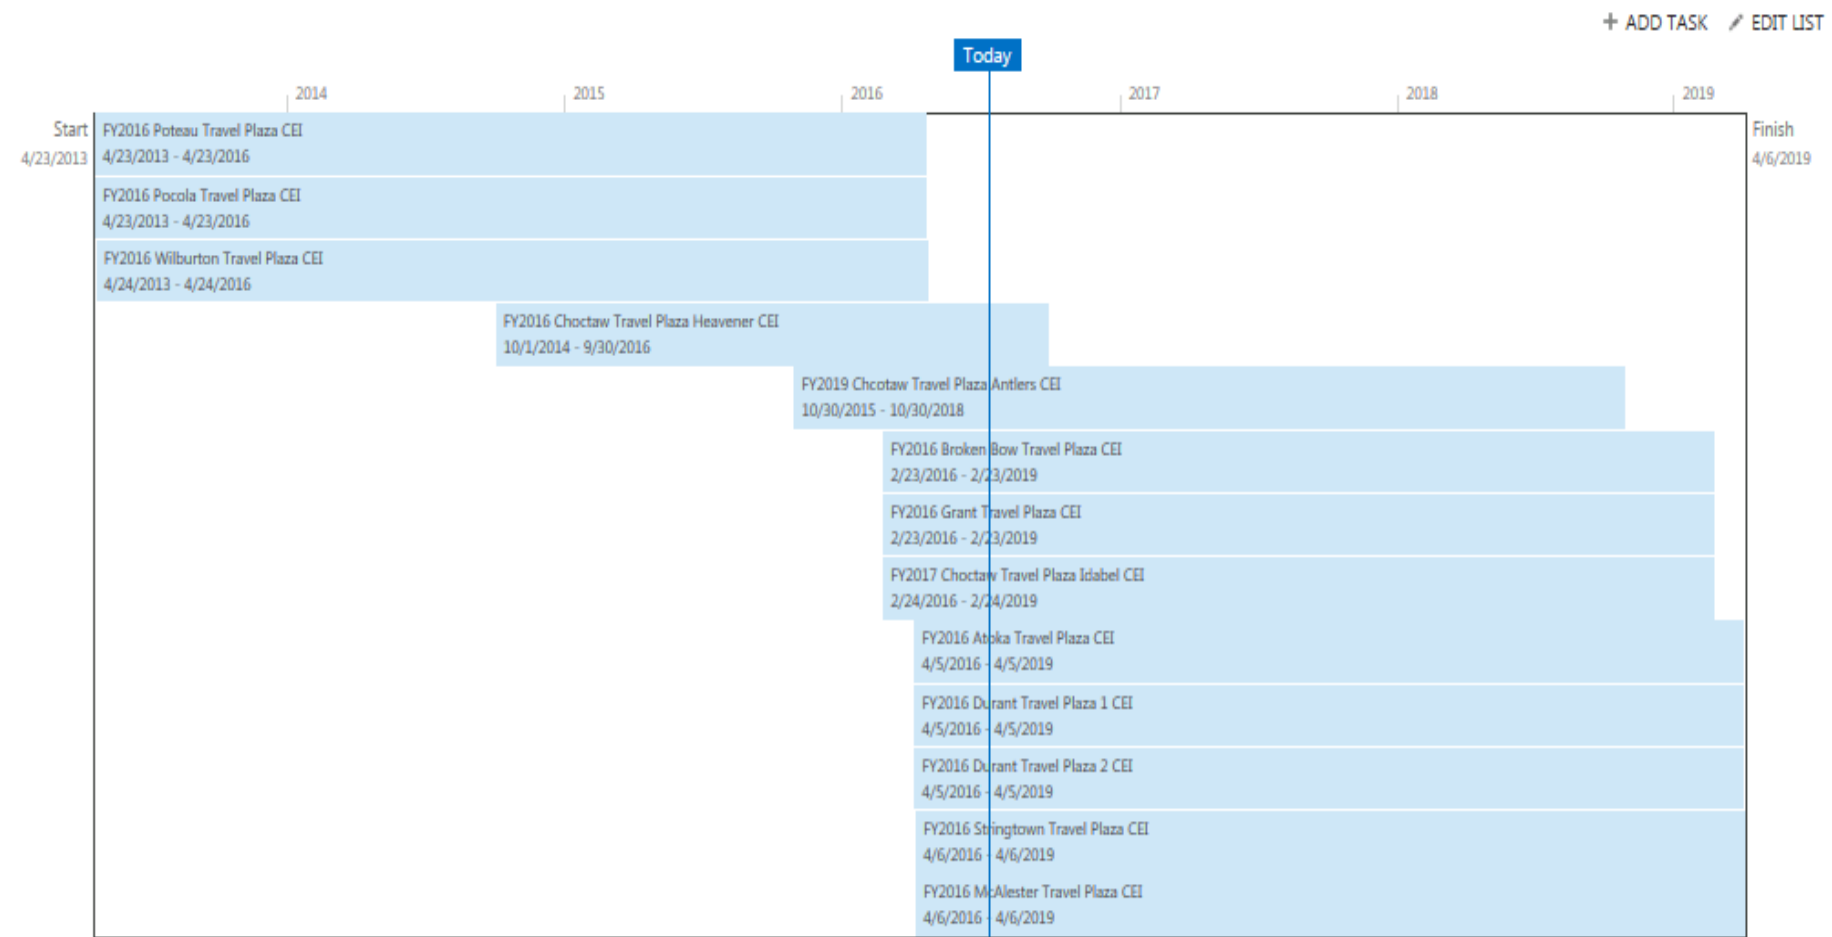 + ADD TASK EDIT LIST
Today
2014 2015 2016 2017 2018 2019
Start
4/23/2013
Finish
4/6/2019
FY2016 Poteau Travel Plaza CEI
4/23/2013 - 4/23/2016
FY2016 Pocola Travel Plaza CEI
4/23/2013 - 4/23/2016
FY2016 Wilburton Travel Plaza CEI
4/24/2013 - 4/24/2016
FY2016 Choctaw Travel Plaza Heavener CEI
10/1/2014 - 9/30/2016
FY2019 Chcotaw Travel Plaza Antlers CEI
10/30/2015 - 10/30/2018
FY2016 Broken Bow Travel Plaza CEI
2/23/2016 - 2/23/2019
FY2016 Grant Travel Plaza CEI
2/23/2016 - 2/23/2019
FY2017 Choctaw Travel Plaza Idabel CEI
2/24/2016 - 2/24/2019
FY2016 Atoka Travel Plaza CEI
4/5/2016 - 4/5/2019
FY2016 Durant Travel Plaza 1 CEI
4/5/2016 - 4/5/2019
FY2016 Durant Travel Plaza 2 CEI
4/5/2016 - 4/5/2019
FY2016 Stringtown Travel Plaza CEI
4/6/2016 - 4/6/2019
FY2016 McAlester Travel Plaza CEI
4/6/2016 - 4/6/2019